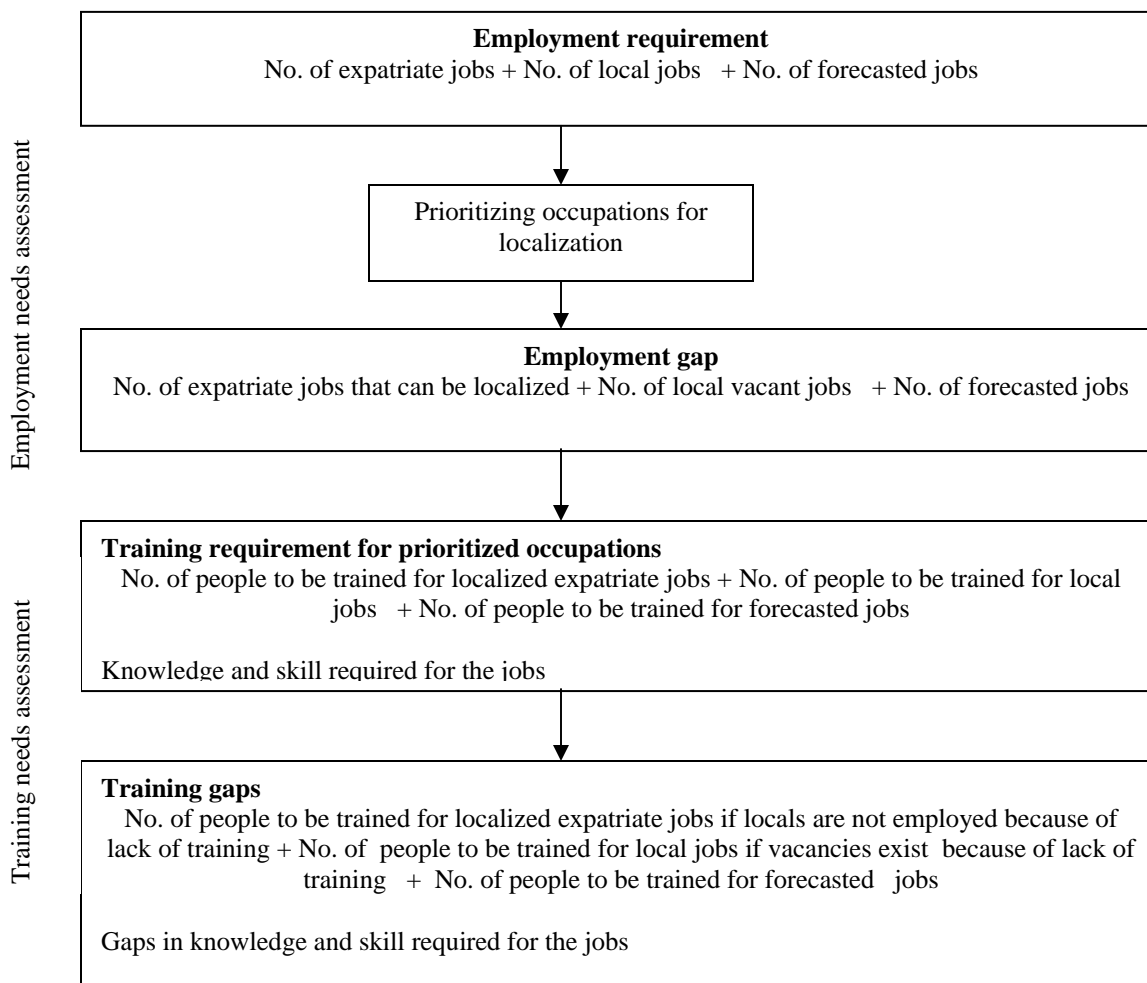 Employment requirement
No. of expatriate jobs + No. of local jobs + No. of forecasted jobs
Employment needs assessment
Prioritizing occupations for
localization
Employment gap
No. of expatriate jobs that can be localized + No. of local vacant jobs + No. of forecasted jobs
Training needs assessment
Training requirement for prioritized occupations
No. of people to be trained for localized expatriate jobs + No. of people to be trained for local
jobs + No. of people to be trained for forecasted jobs
Knowledge and skill required for the jobs
Training gaps
No. of people to be trained for localized expatriate jobs if locals are not employed because of
lack of training + No. of people to be trained for local jobs if vacancies exist because of lack of
training + No. of people to be trained for forecasted jobs
Gaps in knowledge and skill required for the jobs